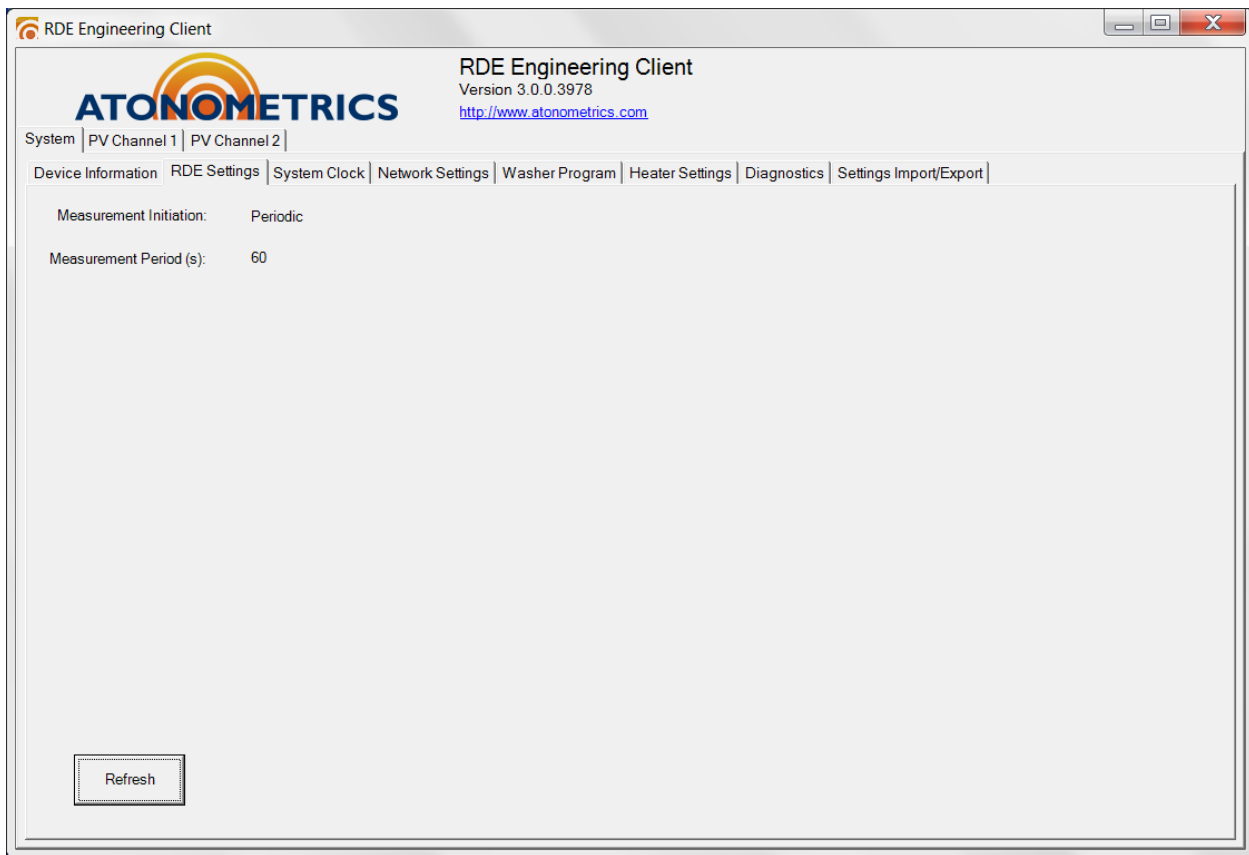 RDE Engineering Client
RDE Engineering Client
Version 3.0.0.3978
ATONOMETRICS
http://www.atonometrics.com
System PV Channel 1 PV Channel 2
Device Information RDE Settings System Clock Network Settings Washer Program Heater Settings Diagnostics Settings Import/Export
Measurement Initiation: Periodic
Measurement Period (s): 60
Refresh